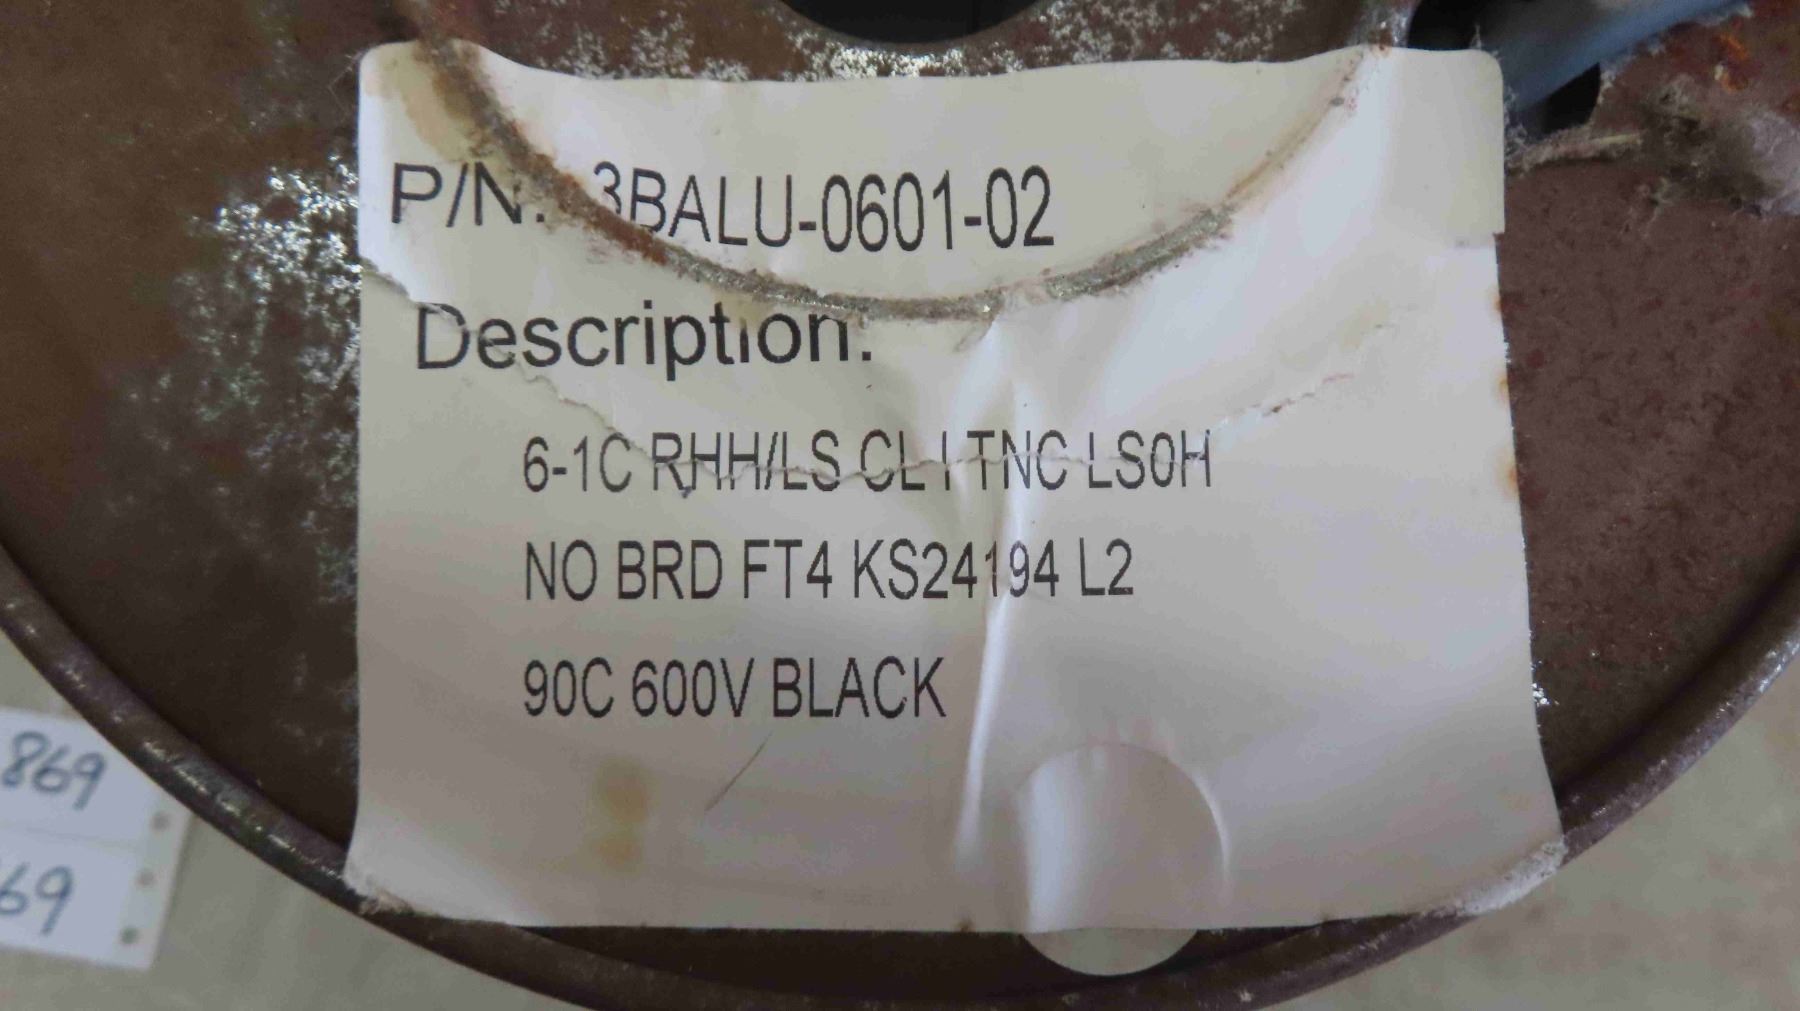 P/N: 3BALU-0601-02
Description:
6-1C RHH/LS CL I TNC LS0H
NO BRD FT4 KS24194 L2
90C 600V BLACK
869
69